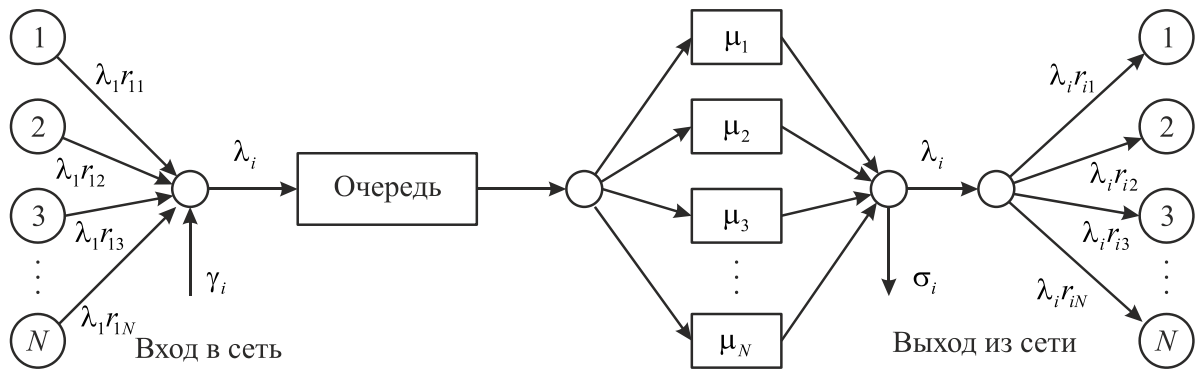 1
λ₁r₁₁
2
λ₁r₁₂
3
λ₁r₁₃
⋮
N
λ₁r₁N
λᵢ
γᵢ
Вход в сеть
Очередь
μ₁
μ₂
μ₃
⋮
μN
λᵢ
σᵢ
Выход из сети
λᵢrᵢ₁
1
λᵢrᵢ₂
2
λᵢrᵢ₃
3
⋮
λᵢrᵢN
N